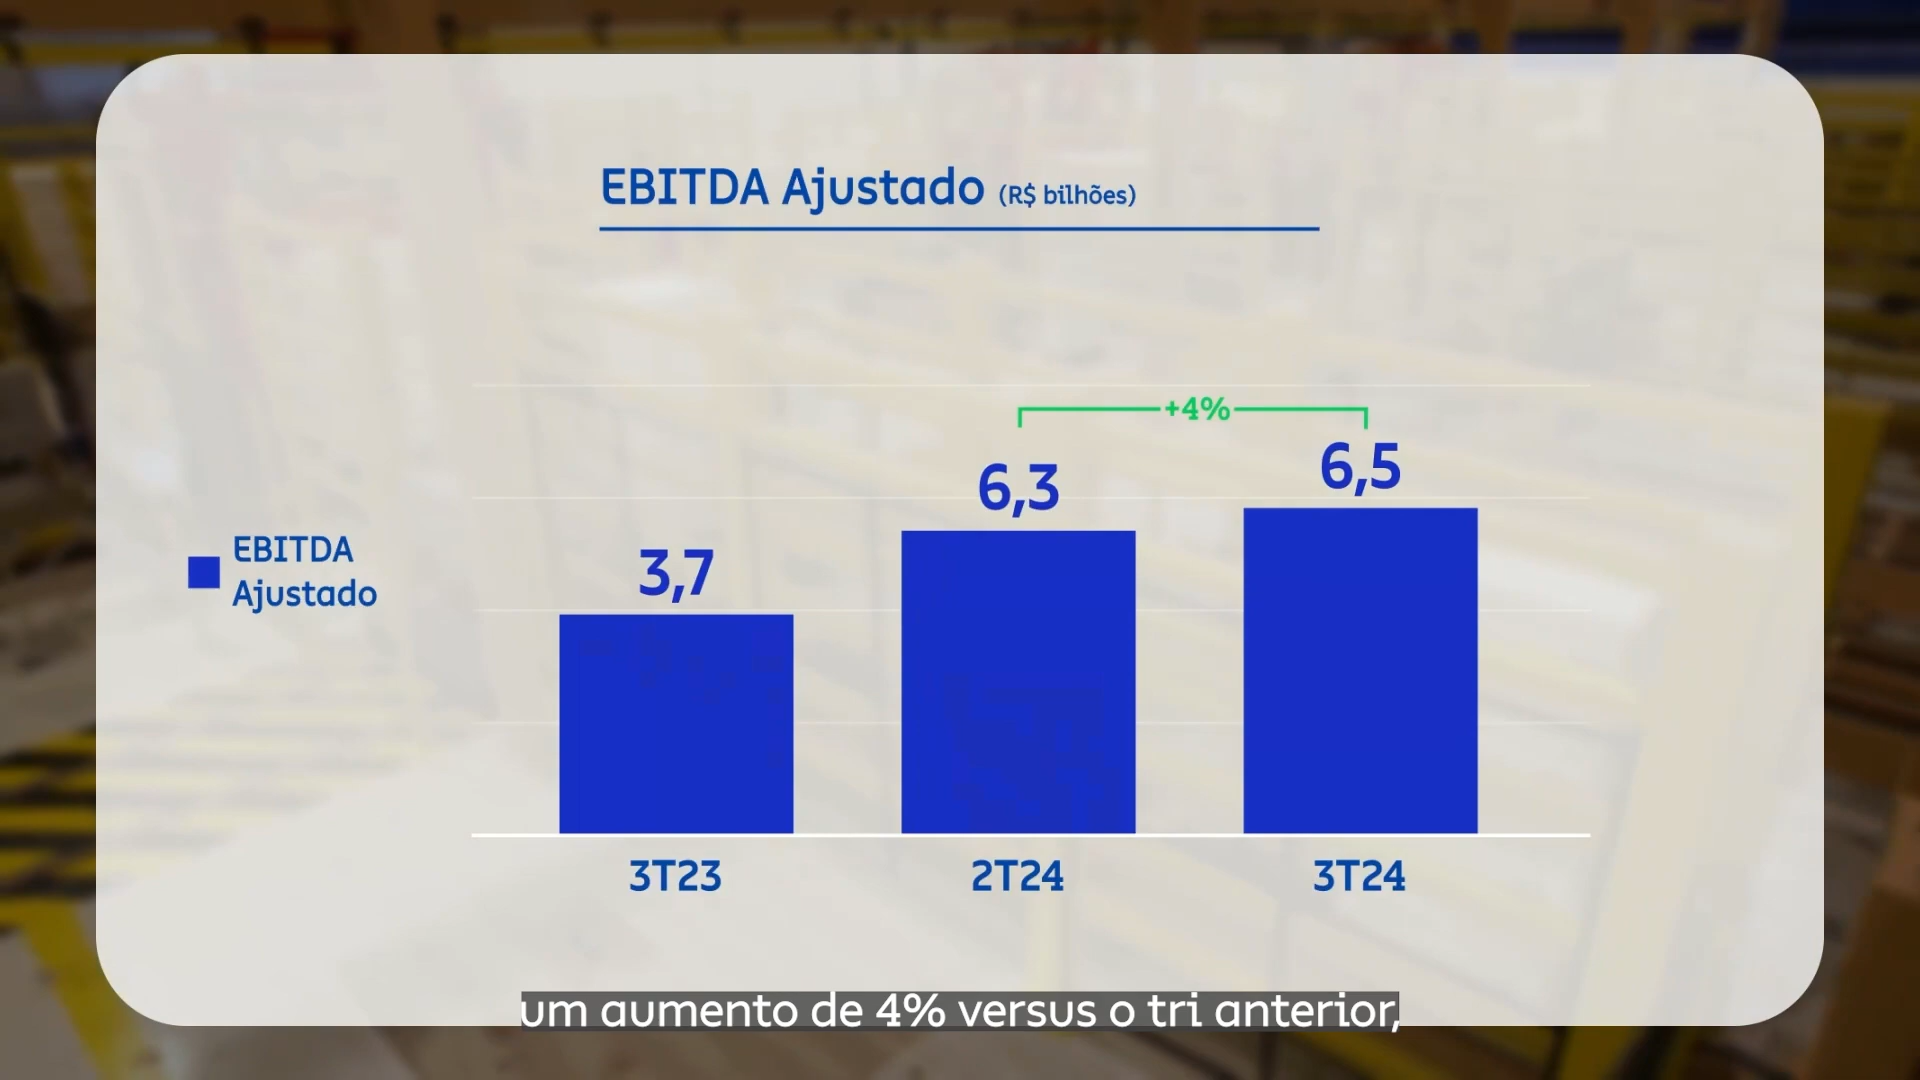 EBITDA Ajustado (R$ bilhões)
+4%
3,7
6,3
6,5
EBITDA
Ajustado
3T23
2T24
3T24
um aumento de 4% versus o tri anterior,